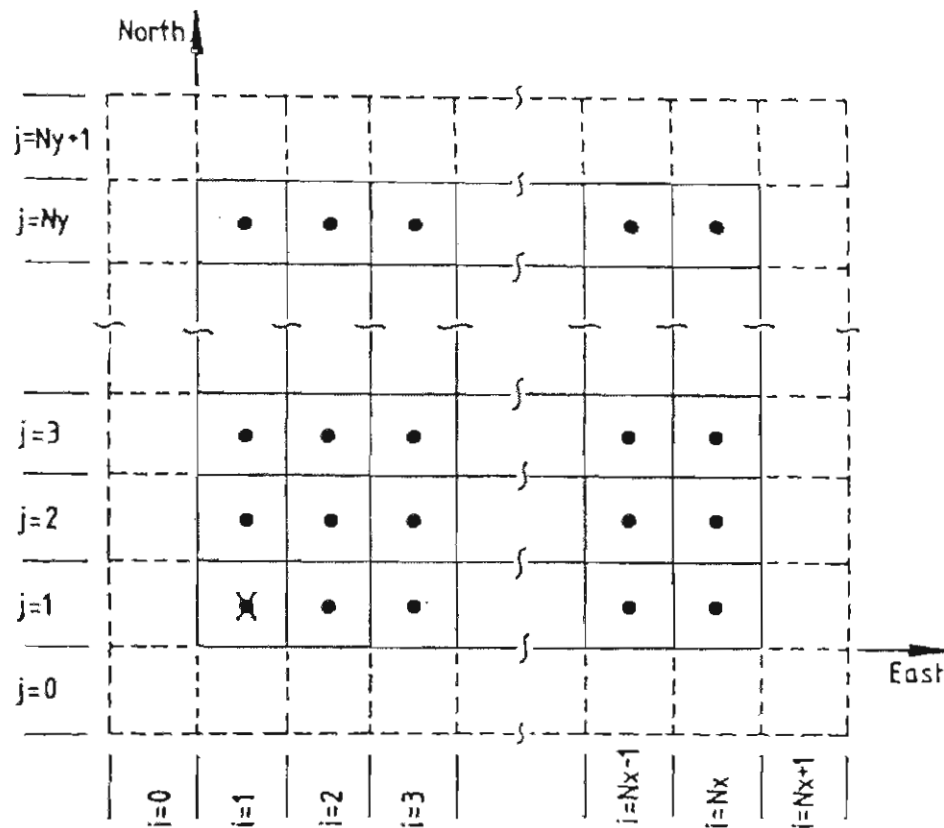 North
j=Ny+1
j=Ny
j=3
j=2
j=1
j=0
East
i=0
i=1
i=2
i=3
i=Nx-1
i=Nx
i=Nx+1